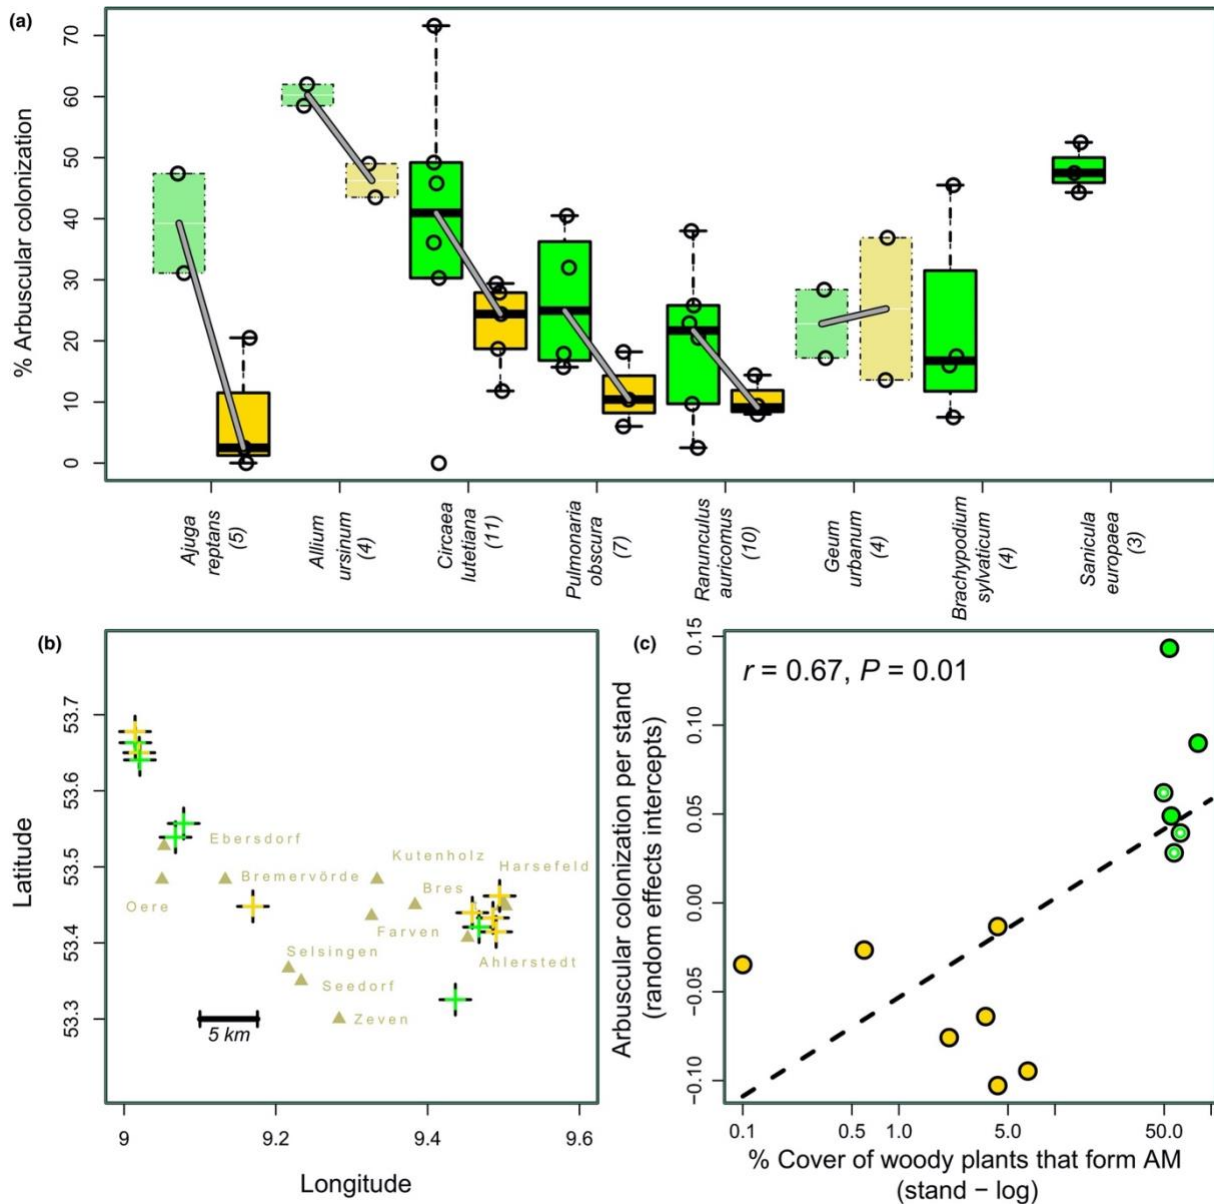 (a)
% Arbuscular colonization
70
60
50
40
30
20
10
0
Ajuga
reptans
(5)
Allium
ursinum
(4)
Circaea
lutetiana
(11)
Pulmonaria
obscura
(7)
Ranunculus
auricomus
(10)
Geum
urbanum
(4)
Brachypodium
sylvaticum
(4)
Sanicula
europaea
(3)
(b)
Latitude
53.7
53.6
53.5
53.4
53.3
Ebersdorf
Kutenholz
Harsefeld
Oere
Bremervörde
Bres
Farven
Selsingen
Ahlerstedt
Seedorf
Zeven
5 km
9
9.2
9.4
9.6
Longitude
(c)
r = 0.67, P = 0.01
Arbuscular colonization per stand
(random effects intercepts)
0.15
0.10
0.05
0.00
−0.05
−0.10
0.1
0.5
1.0
5.0
50.0
% Cover of woody plants that form AM
(stand − log)